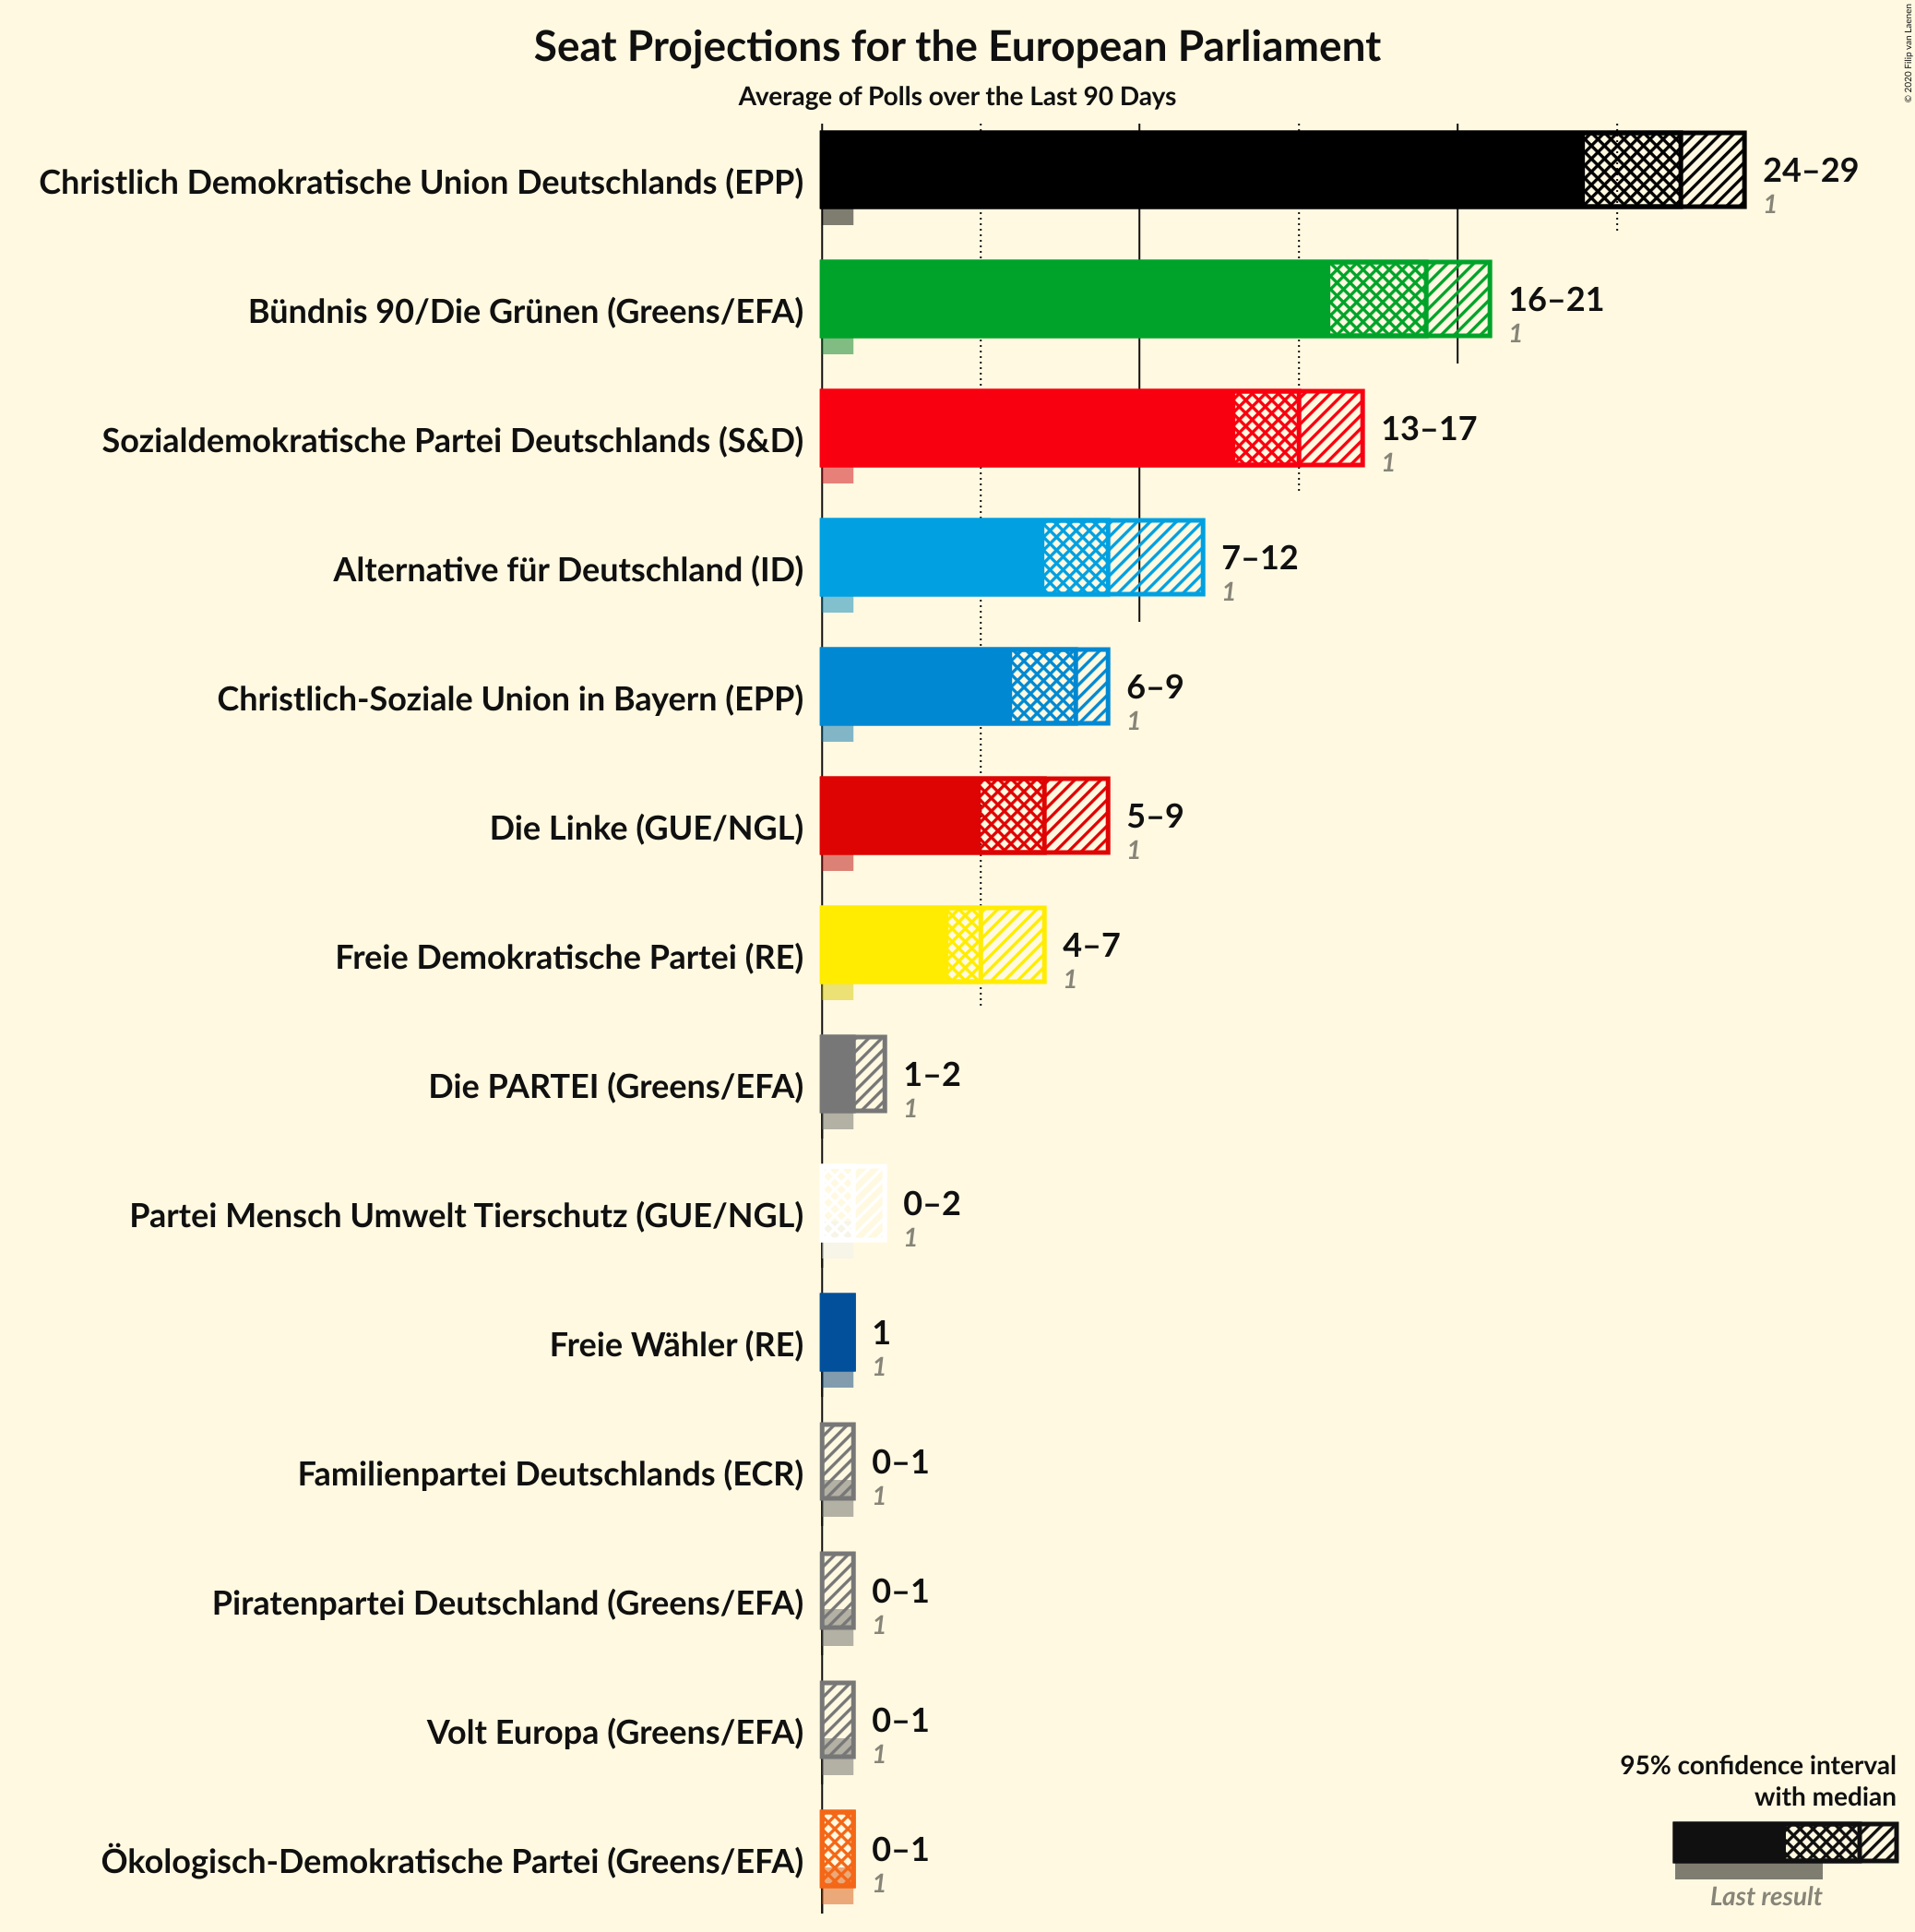 Seat Projections for the European Parliament
Average of Polls over the Last 90 Days
© 2020 Filip van Laenen
Christlich Demokratische Union Deutschlands (EPP)
24–29
1
Bündnis 90/Die Grünen (Greens/EFA)
16–21
1
Sozialdemokratische Partei Deutschlands (S&D)
13–17
1
Alternative für Deutschland (ID)
7–12
1
Christlich-Soziale Union in Bayern (EPP)
6–9
1
Die Linke (GUE/NGL)
5–9
1
Freie Demokratische Partei (RE)
4–7
1
Die PARTEI (Greens/EFA)
1–2
1
Partei Mensch Umwelt Tierschutz (GUE/NGL)
0–2
1
Freie Wähler (RE)
1
1
Familienpartei Deutschlands (ECR)
0–1
1
Piratenpartei Deutschland (Greens/EFA)
0–1
1
Volt Europa (Greens/EFA)
0–1
1
Ökologisch-Demokratische Partei (Greens/EFA)
0–1
1
95% confidence interval
with median
Last result